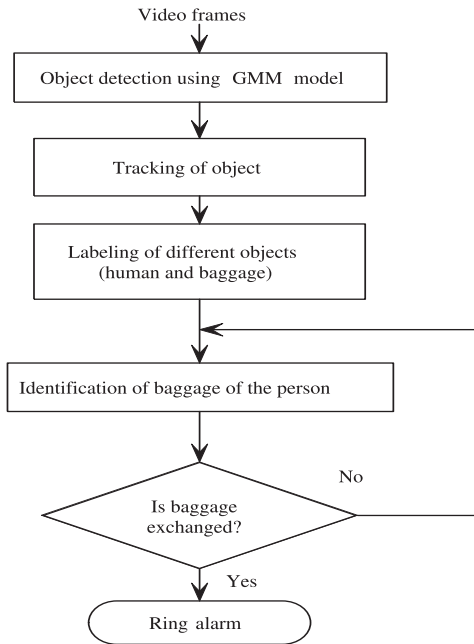 Video frames
Object detection using GMM model
Tracking of object
Labeling of different objects
(human and baggage)
Identification of baggage of the person
No
Is baggage
exchanged?
Yes
Ring alarm